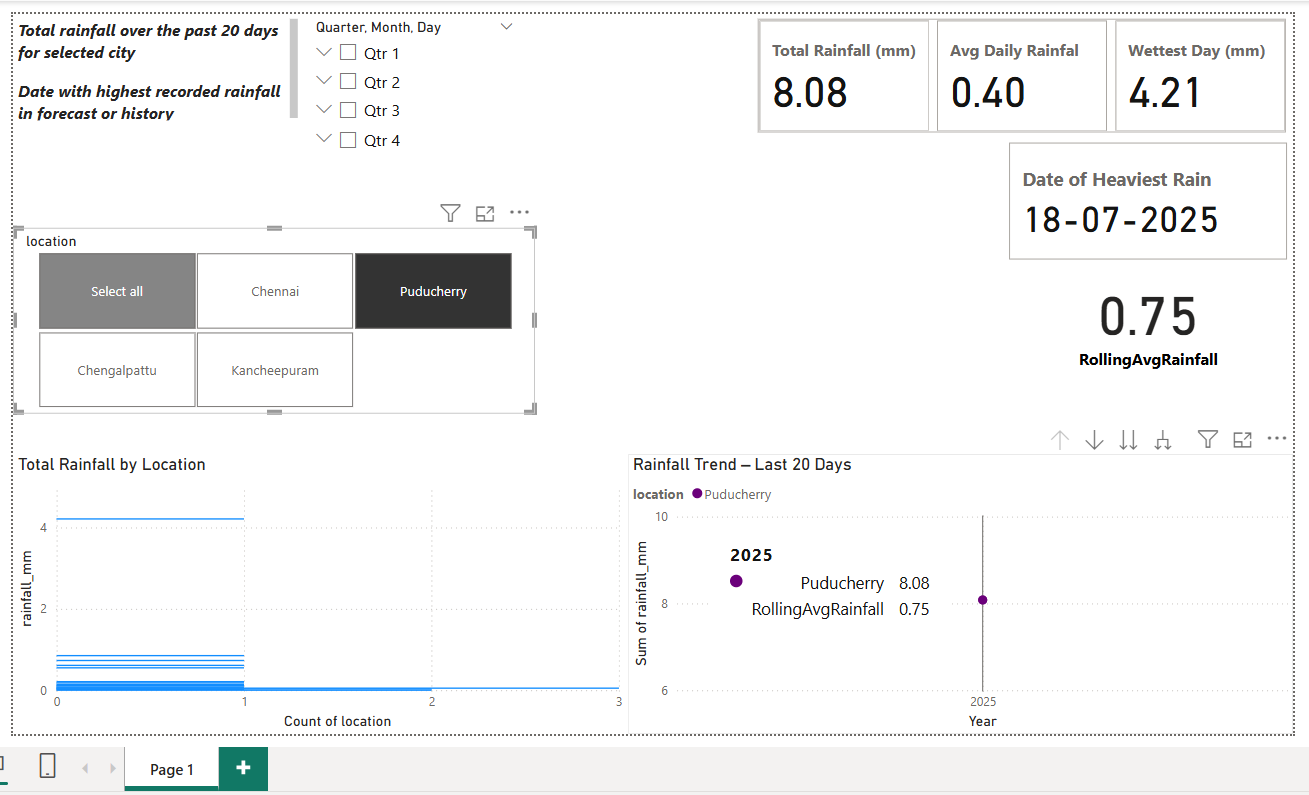 Total rainfall over the past 20 days
for selected city
Date with highest recorded rainfall
in forecast or history
Quarter, Month, Day
Qtr 1
Qtr 2
Qtr 3
Qtr 4
Total Rainfall (mm)
8.08
Avg Daily Rainfal
0.40
Wettest Day (mm)
4.21
Date of Heaviest Rain
18-07-2025
0.75
RollingAvgRainfall
location
Select all
Chennai
Puducherry
Chengalpattu
Kancheepuram
Total Rainfall by Location
rainfall_mm
4
2
0
0
1
2
3
Count of location
Rainfall Trend – Last 20 Days
location Puducherry
Sum of rainfall_mm
10
8
6
2025
Puducherry 8.08
RollingAvgRainfall 0.75
2025
Year
Page 1